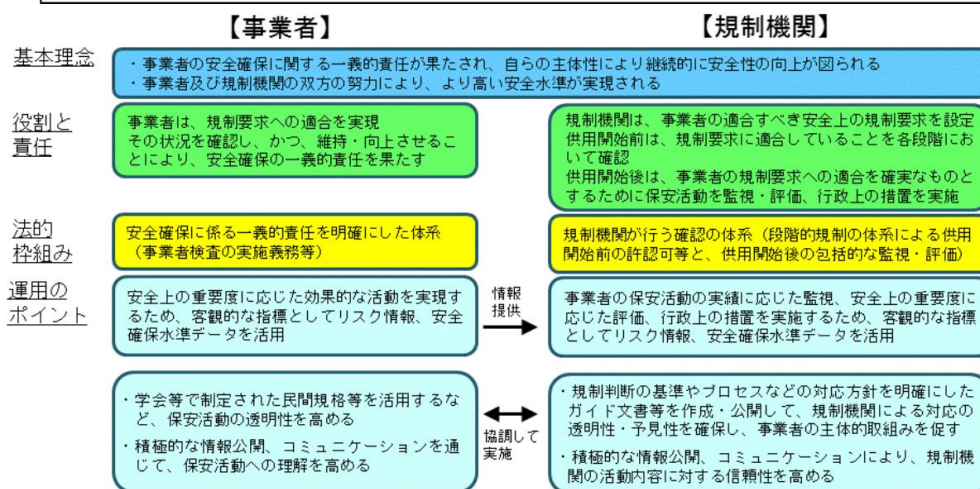 【事業者】
【規制機関】
基本理念
・事業者の安全確保に関する一義的責任が果たされ、自らの主体性により継続的に安全性の向上が図られる
・事業者及び規制機関の双方の努力により、より高い安全水準が実現される
役割と
責任
事業者は、規制要求への適合を実現
その状況を確認し、かつ、維持・向上させるこ
とにより、安全確保の一義的責任を果たす
規制機関は、事業者の適合すべき安全上の規制要求を設定
供用開始前は、規制要求に適合していることを各段階にお
いて確認
供用開始後は、事業者の規制要求への適合を確実なものと
するために保安活動を監視・評価、行政上の措置を実施
法的
枠組み
安全確保に係る一義的責任を明確にした体系
（事業者検査の実施義務等）
規制機関が行う確認の体系（段階的規制の体系による供用
開始前の許認可等と、供用開始後の包括的な監視・評価）
運用の
ポイント
安全上の重要度に応じた効果的な活動を実現す
るため、客観的な指標としてリスク情報、安全
確保水準データを活用
情報
提供
事業者の保安活動の実績に応じた監視、安全上の重要度に
応じた評価、行政上の措置を実施するため、客観的な指標
としてリスク情報、安全確保水準データを活用
・学会等で制定された民間規格等を活用するな
ど、保安活動の透明性を高める
・積極的な情報公開、コミュニケーションを通
じて、保安活動への理解を高める
協調して
実施
・規制判断の基準やプロセスなどの対応方針を明確にした
ガイド文書等を作成・公開して、規制機関による対応の
透明性・予見性を確保し、事業者の主体的取組みを促す
・積極的な情報公開、コミュニケーションにより、規制機
関の活動内容に対する信頼性を高める